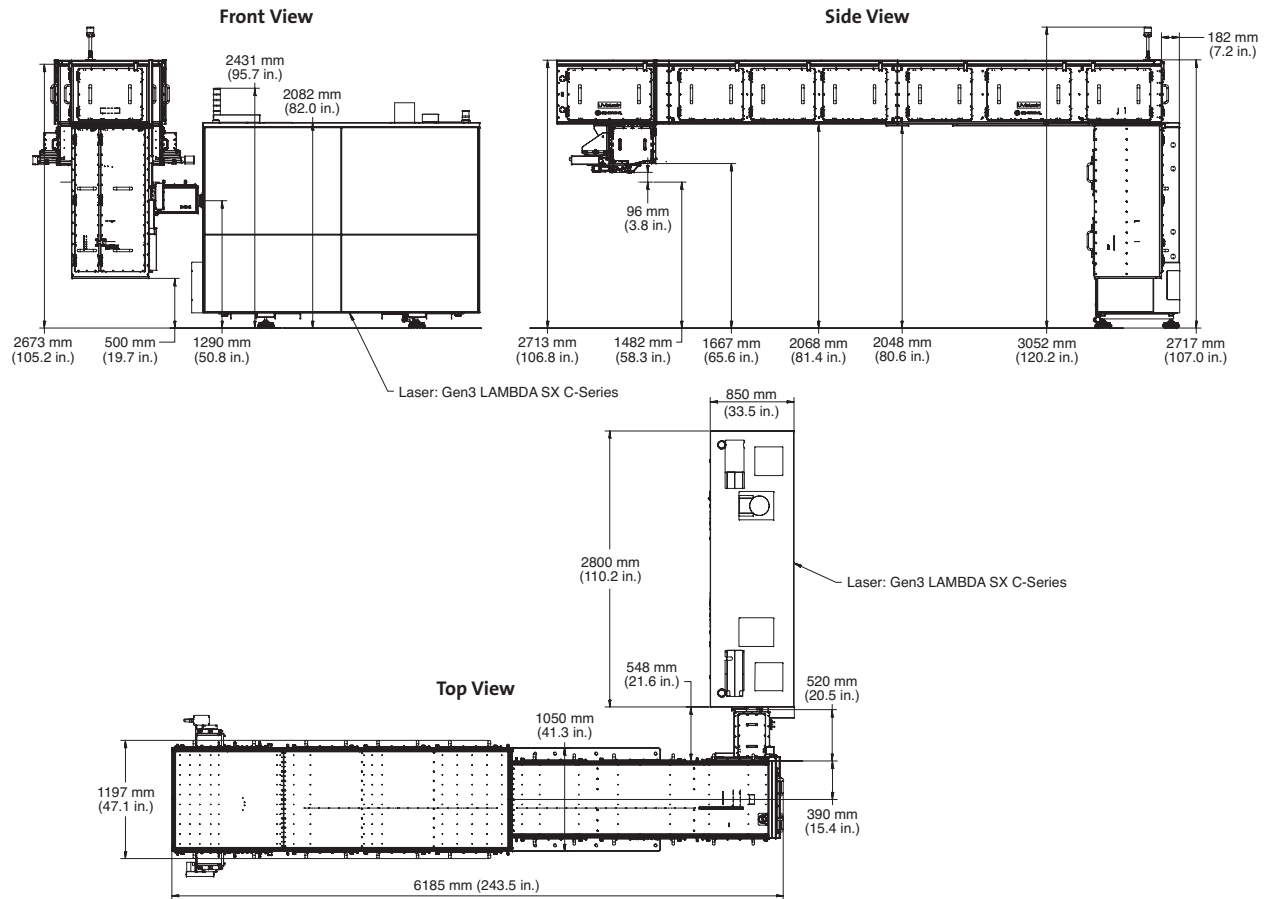 Front View
Side View
2431 mm
(95.7 in.)
2082 mm
(82.0 in.)
182 mm
(7.2 in.)
96 mm
(3.8 in.)
2673 mm
(105.2 in.)
500 mm
(19.7 in.)
1290 mm
(50.8 in.)
2713 mm
(106.8 in.)
1482 mm
(58.3 in.)
1667 mm
(65.6 in.)
2068 mm
(81.4 in.)
2048 mm
(80.6 in.)
3052 mm
(120.2 in.)
2717 mm
(107.0 in.)
Laser: Gen3 LAMBDA SX C-Series
850 mm
(33.5 in.)
2800 mm
(110.2 in.)
Laser: Gen3 LAMBDA SX C-Series
548 mm
(21.6 in.)
520 mm
(20.5 in.)
Top View
1050 mm
(41.3 in.)
1197 mm
(47.1 in.)
390 mm
(15.4 in.)
6185 mm (243.5 in.)